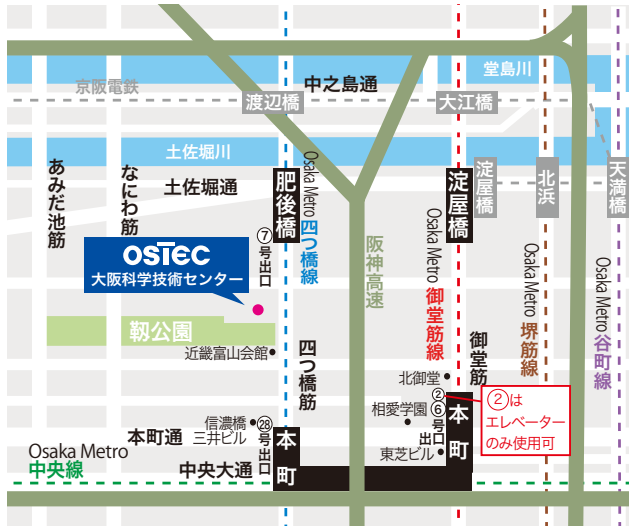 堂島川
京阪電鉄
中之島通
渡辺橋
大江橋
土佐堀川
土佐堀通
あみだ池筋
なにわ筋
肥後橋
Osaka Metro 四つ橋線
淀屋橋
淀屋橋
北浜
天満橋
⑦号出口
OSTEC
大阪科学技術センター
阪神高速
Osaka Metro 御堂筋線
Osaka Metro 堺筋線
Osaka Metro 谷町線
靱公園
近畿富山会館
四つ橋筋
御堂筋
北御堂
②
⑥号出口
相愛学園
東芝ビル
本町
②は
エレベーター
のみ使用可
信濃橋
三井ビル
㉘号出口
本町通
本町
Osaka Metro
中央線
中央大通